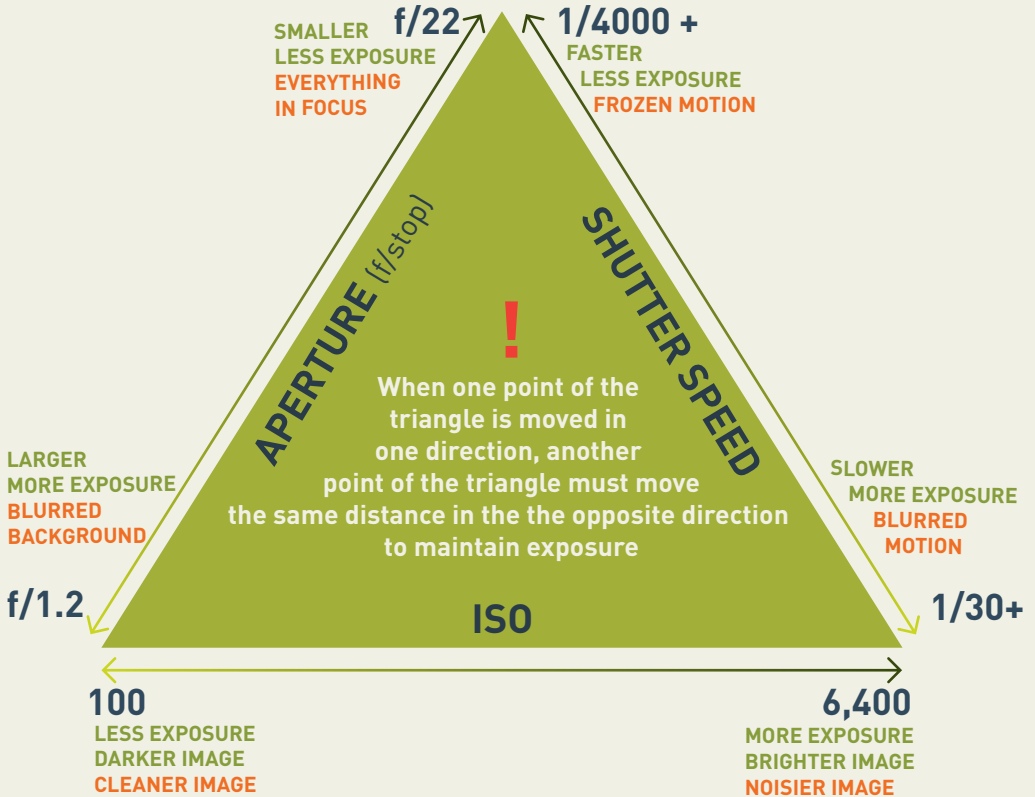 f/22
SMALLER
LESS EXPOSURE
EVERYTHING
IN FOCUS
1/4000 +
FASTER
LESS EXPOSURE
FROZEN MOTION
APERTURE (f/stop)
SHUTTER SPEED
!
When one point of the
triangle is moved in
one direction, another
point of the triangle must move
the same distance in the the opposite direction
to maintain exposure
LARGER
MORE EXPOSURE
BLURRED
BACKGROUND
f/1.2
SLOWER
MORE EXPOSURE
BLURRED
MOTION
1/30+
ISO
100
LESS EXPOSURE
DARKER IMAGE
CLEANER IMAGE
6,400
MORE EXPOSURE
BRIGHTER IMAGE
NOISIER IMAGE